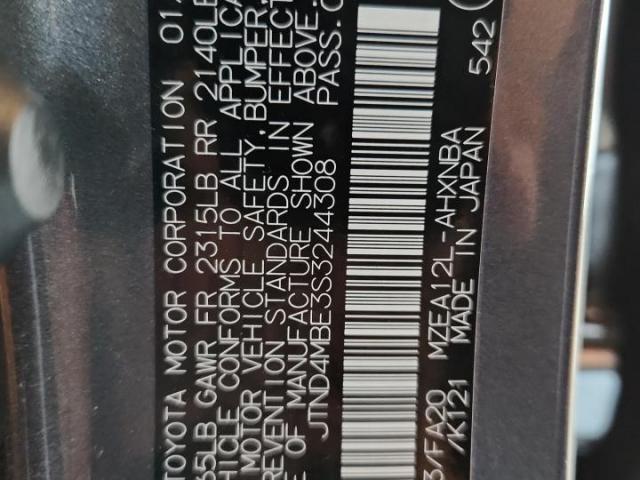 TOYOTA MOTOR CORPORATION 01/
65LB GAWR FR 2315LB RR 2140LB
HICLE CONFORMS TO ALL APPLICA
MOTOR VEHICLE SAFETY, BUMPER,
REVENTION STANDARDS IN EFFECT
E OF MANUFACTURE SHOWN ABOVE.
JTND4MBE3S3244308 PASS.C
3/FA20 MZEA12L-AHXNBA
/K121 MADE IN JAPAN 542